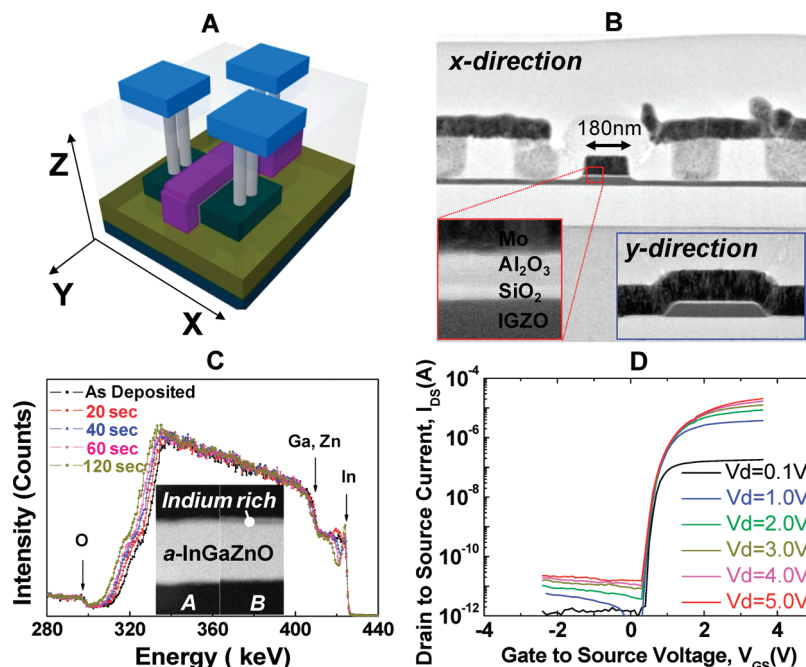 A
Z
Y
X
B
x-direction
180nm
Mo
Al₂O₃
SiO₂
IGZO
y-direction
C
Intensity (Counts)
As Deposited
20 sec
40 sec
60 sec
120 sec
O
Ga, Zn
In
Indium rich
a-InGaZnO
A
B
280
320
360
400
440
Energy ( keV)
D
Drain to Source Current, I_DS(A)
10⁻⁴
10⁻⁶
10⁻⁸
10⁻¹⁰
10⁻¹²
Vd=0.1V
Vd=1.0V
Vd=2.0V
Vd=3.0V
Vd=4.0V
Vd=5.0V
-4
-2
0
2
4
Gate to Source Voltage, V_GS(V)